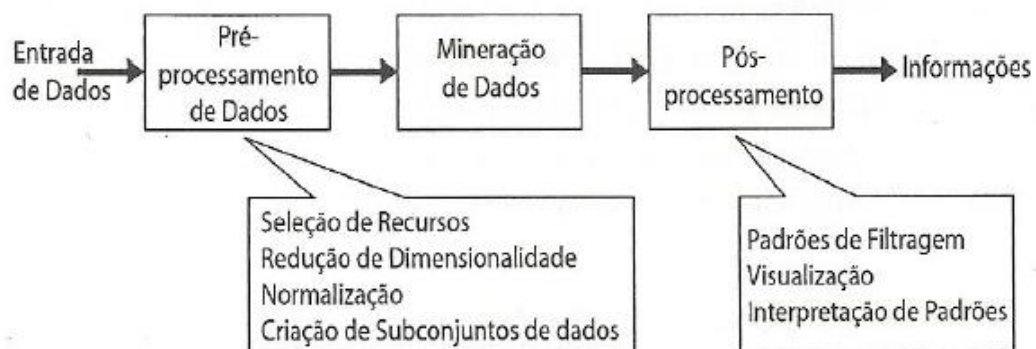 Entrada
de Dados
Pré-
processamento
de Dados
Mineração
de Dados
Pós-
processamento
Informações
Seleção de Recursos
Redução de Dimensionalidade
Normalização
Criação de Subconjuntos de dados
Padrões de Filtragem
Visualização
Interpretação de Padrões